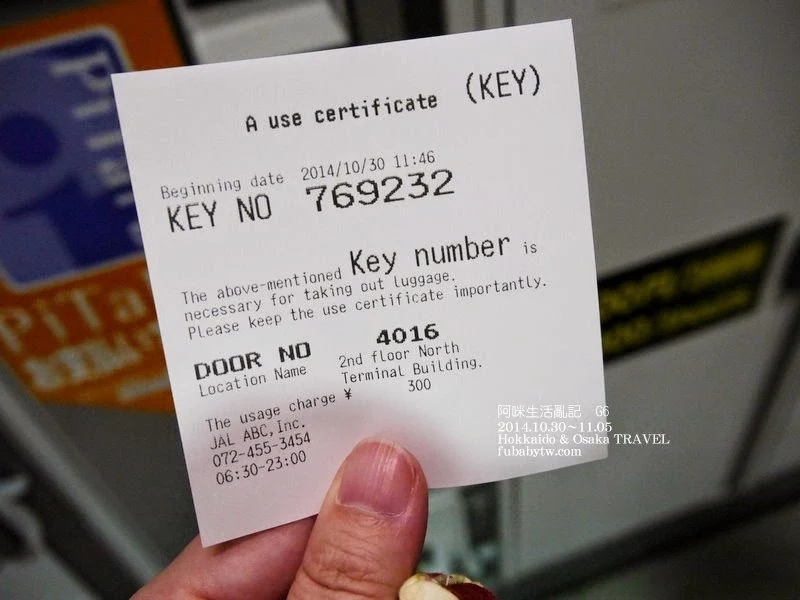 PiTaPa
PiTaPa
A use certificate (KEY)
Beginning date 2014/10/30 11:46
KEY NO 769232
The above-mentioned Key number is
necessary for taking out luggage.
Please keep the use certificate importantly.
DOOR NO 4016
Location Name 2nd floor North
Terminal Building.
The usage charge ¥ 300
JAL ABC, Inc.
072-455-3454
06:30-23:00
阿咪生活亂記 G6
2014.10.30~11.05
Hokkaido & Osaka TRAVEL
fubabytw.com